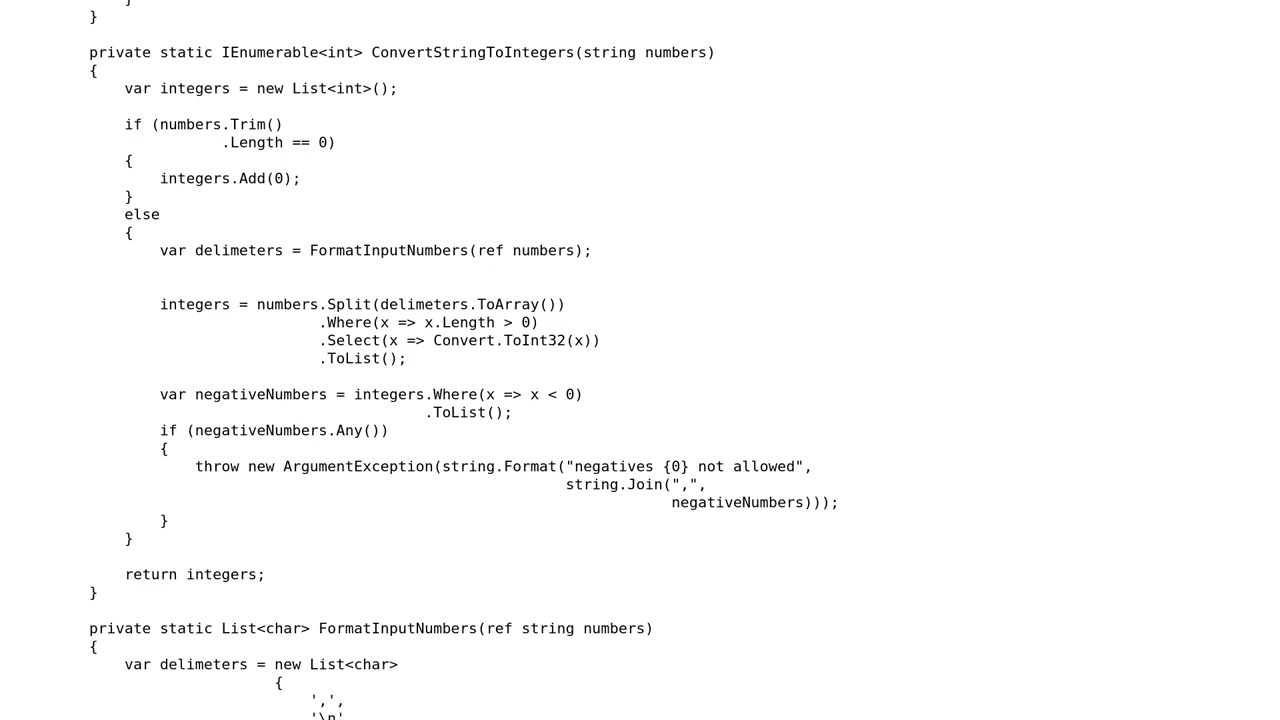 }
}
private static IEnumerable<int> ConvertStringToIntegers(string numbers)
{
var integers = new List<int>();
if (numbers.Trim()
.Length == 0)
{
integers.Add(0);
}
else
{
var delimeters = FormatInputNumbers(ref numbers);
integers = numbers.Split(delimeters.ToArray())
.Where(x => x.Length > 0)
.Select(x => Convert.ToInt32(x))
.ToList();
var negativeNumbers = integers.Where(x => x < 0)
.ToList();
if (negativeNumbers.Any())
{
throw new ArgumentException(string.Format("negatives {0} not allowed",
string.Join(",",
negativeNumbers)));
}
}
return integers;
}
private static List<char> FormatInputNumbers(ref string numbers)
{
var delimeters = new List<char>
{
',',
'\n'